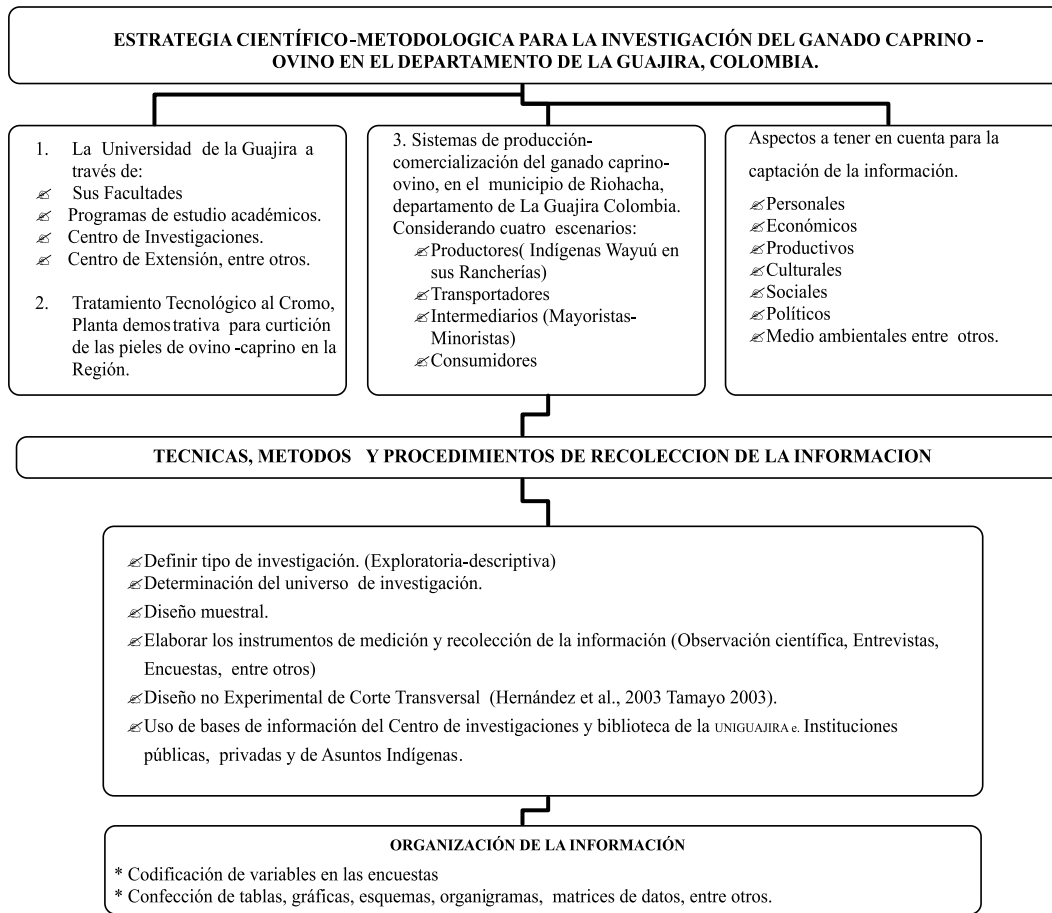 ESTRATEGIA CIENTÍFICO-METODOLOGICA PARA LA INVESTIGACIÓN DEL GANADO CAPRINO -
OVINO EN EL DEPARTAMENTO DE LA GUAJIRA, COLOMBIA.
1. La Universidad de la Guajira a
través de:
Sus Facultades
Programas de estudio académicos.
Centro de Investigaciones.
Centro de Extensión, entre otros.
2. Tratamiento Tecnológico al Cromo,
Planta demostrativa para curtición
de las pieles de ovino -caprino en la
Región.
3. Sistemas de producción-
comercialización del ganado caprino-
ovino, en el municipio de Riohacha,
departamento de La Guajira Colombia.
Considerando cuatro escenarios:
Productores( Indígenas Wayuú en
sus Rancherías)
Transportadores
Intermediarios (Mayoristas-
Minoristas)
Consumidores
Aspectos a tener en cuenta para la
captación de la información.
Personales
Económicos
Productivos
Culturales
Sociales
Políticos
Medio ambientales entre otros.
TECNICAS, METODOS Y PROCEDIMIENTOS DE RECOLECCION DE LA INFORMACION
Definir tipo de investigación. (Exploratoria-descriptiva)
Determinación del universo de investigación.
Diseño muestral.
Elaborar los instrumentos de medición y recolección de la información (Observación científica, Entrevistas,
Encuestas, entre otros)
Diseño no Experimental de Corte Transversal (Hernández et al., 2003 Tamayo 2003).
Uso de bases de información del Centro de investigaciones y biblioteca de la UNIGUAJIRA e. Instituciones
públicas, privadas y de Asuntos Indígenas.
ORGANIZACIÓN DE LA INFORMACIÓN
* Codificación de variables en las encuestas
* Confección de tablas, gráficas, esquemas, organigramas, matrices de datos, entre otros.